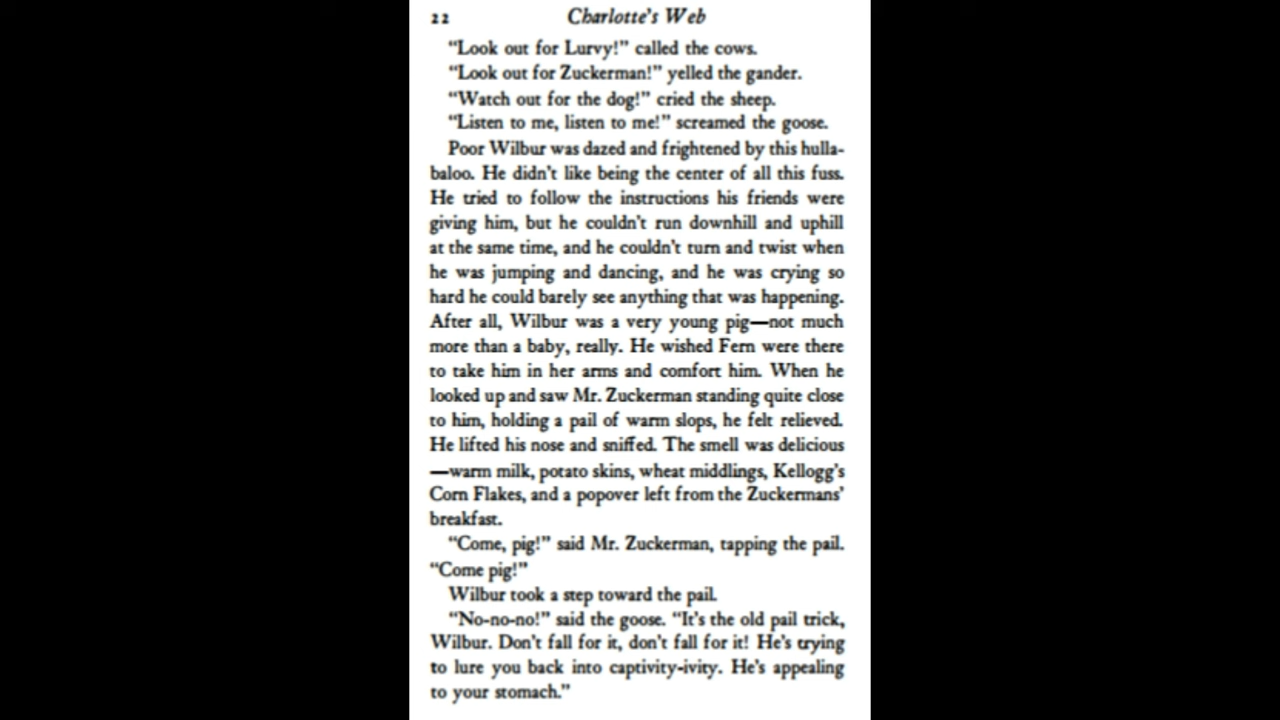 22 Charlotte's Web
“Look out for Lurvy!” called the cows.
“Look out for Zuckerman!” yelled the gander.
“Watch out for the dog!” cried the sheep.
“Listen to me, listen to me!” screamed the goose.
Poor Wilbur was dazed and frightened by this hulla-
baloo. He didn't like being the center of all this fuss.
He tried to follow the instructions his friends were
giving him, but he couldn't run downhill and uphill
at the same time, and he couldn't turn and twist when
he was jumping and dancing, and he was crying so
hard he could barely see anything that was happening.
After all, Wilbur was a very young pig—not much
more than a baby, really. He wished Fern were there
to take him in her arms and comfort him. When he
looked up and saw Mr. Zuckerman standing quite close
to him, holding a pail of warm slops, he felt relieved.
He lifted his nose and sniffed. The smell was delicious
—warm milk, potato skins, wheat middlings, Kellogg's
Corn Flakes, and a popover left from the Zuckermans'
breakfast.
“Come, pig!” said Mr. Zuckerman, tapping the pail.
“Come pig!”
Wilbur took a step toward the pail.
“No-no-no!” said the goose. “It's the old pail trick,
Wilbur. Don't fall for it, don't fall for it! He's trying
to lure you back into captivity-ivity. He's appealing
to your stomach.”